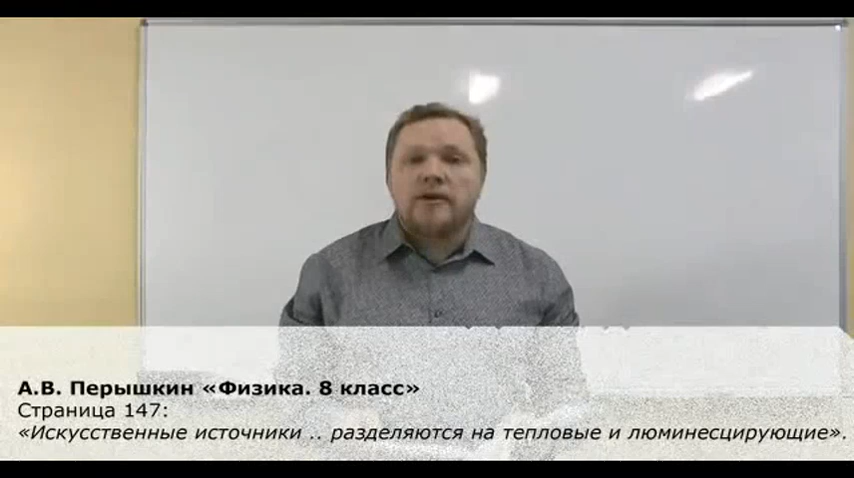 А.В. Перышкин «Физика. 8 класс»
Страница 147:
«Искусственные источники .. разделяются на тепловые и люминесцирующие».